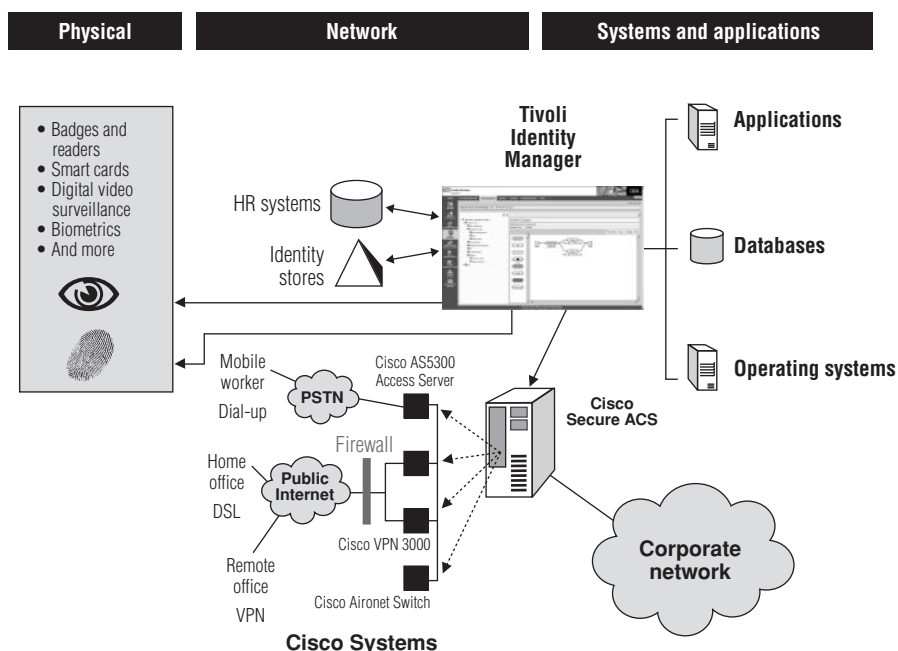 Physical
Network
Systems and applications
• Badges and
readers
• Smart cards
• Digital video
surveillance
• Biometrics
• And more
HR systems
Identity
stores
Tivoli
Identity
Manager
Applications
Databases
Operating systems
Mobile
worker
Dial-up
PSTN
Cisco AS5300
Access Server
Cisco
Secure ACS
Firewall
Home
office
DSL
Public
Internet
Cisco VPN 3000
Remote
office
VPN
Cisco Aironet Switch
Corporate
network
Cisco Systems